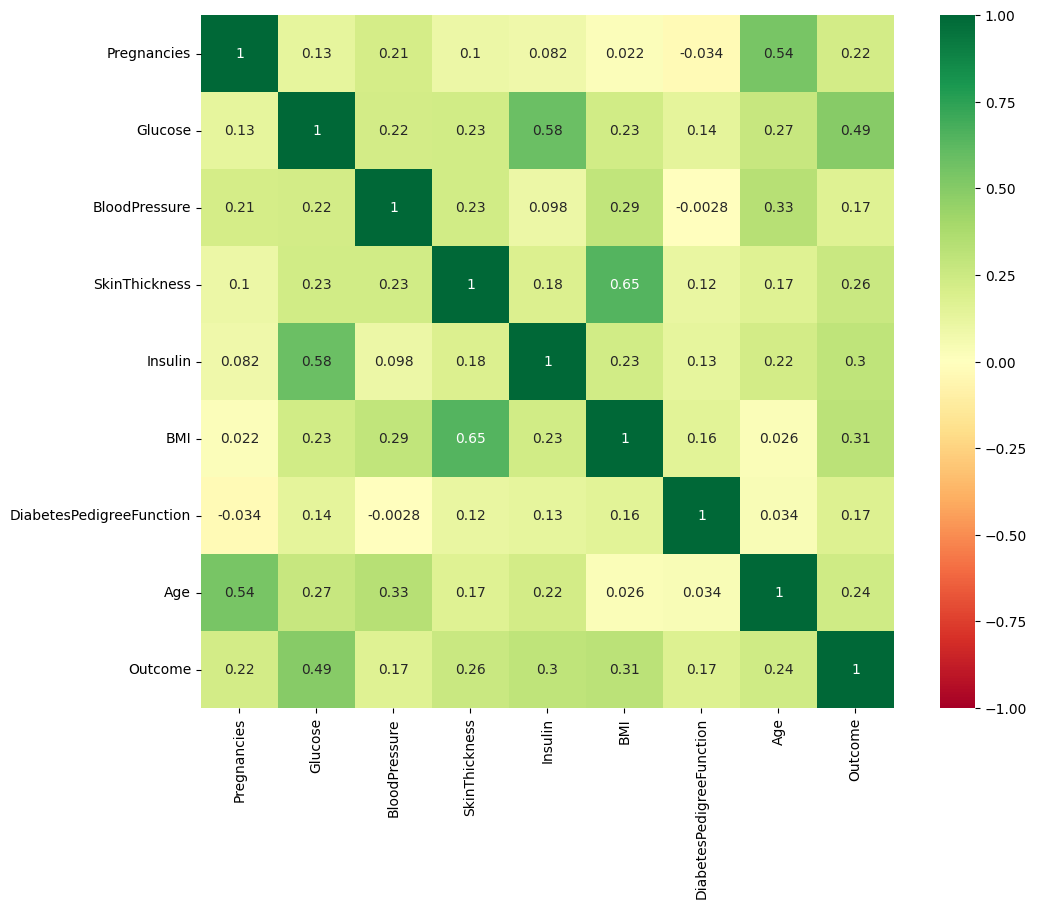 Pregnancies 1 0.13 0.21 0.1 0.082 0.022 -0.034 0.54 0.22
Glucose 0.13 1 0.22 0.23 0.58 0.23 0.14 0.27 0.49
BloodPressure 0.21 0.22 1 0.23 0.098 0.29 -0.0028 0.33 0.17
SkinThickness 0.1 0.23 0.23 1 0.18 0.65 0.12 0.17 0.26
Insulin 0.082 0.58 0.098 0.18 1 0.23 0.13 0.22 0.3
BMI 0.022 0.23 0.29 0.65 0.23 1 0.16 0.026 0.31
DiabetesPedigreeFunction -0.034 0.14 -0.0028 0.12 0.13 0.16 1 0.034 0.17
Age 0.54 0.27 0.33 0.17 0.22 0.026 0.034 1 0.24
Outcome 0.22 0.49 0.17 0.26 0.3 0.31 0.17 0.24 1
Pregnancies
Glucose
BloodPressure
SkinThickness
Insulin
BMI
DiabetesPedigreeFunction
Age
Outcome
1.00
0.75
0.50
0.25
0.00
−0.25
−0.50
−0.75
−1.00